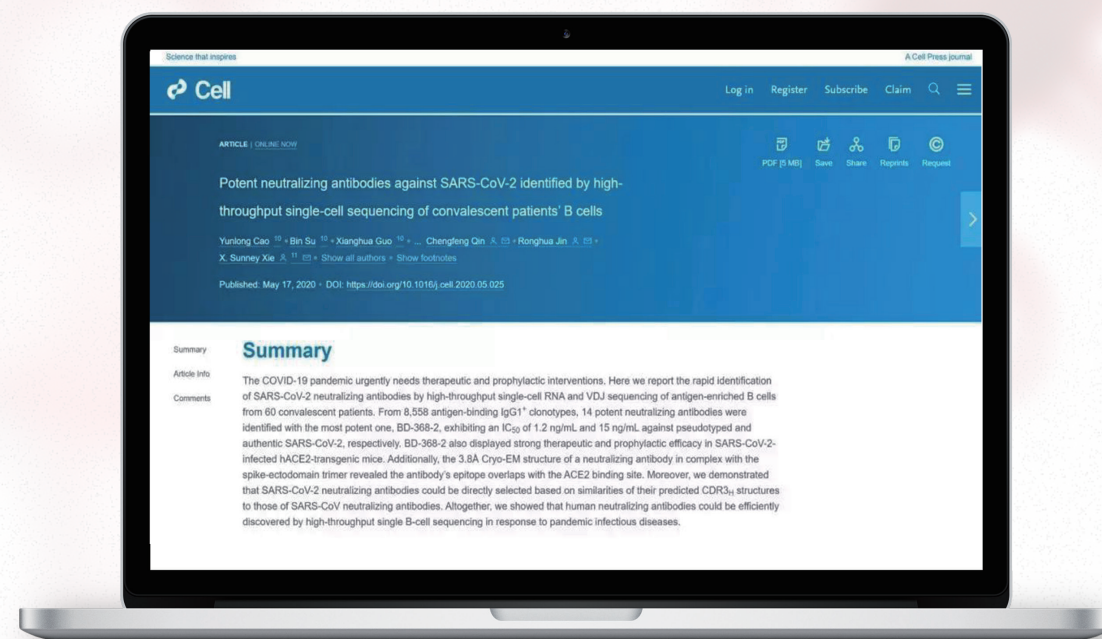 Science that inspires
A Cell Press journal
Cell
Log in Register Subscribe Claim
ARTICLE | ONLINE NOW
PDF [5 MB] Save Share Reprints Request
Potent neutralizing antibodies against SARS-CoV-2 identified by high-
throughput single-cell sequencing of convalescent patients' B cells
Yunlong Cao 10 • Bin Su 10 • Xianghua Guo 10 • ... Chengfeng Qin • Ronghua Jin •
X. Sunney Xie 11 • Show all authors • Show footnotes
Published: May 17, 2020 • DOI: https://doi.org/10.1016/j.cell.2020.05.025
Summary
Article Info
Comments
Summary
The COVID-19 pandemic urgently needs therapeutic and prophylactic interventions. Here we report the rapid identification
of SARS-CoV-2 neutralizing antibodies by high-throughput single-cell RNA and VDJ sequencing of antigen-enriched B cells
from 60 convalescent patients. From 8,558 antigen-binding IgG1⁺ clonotypes, 14 potent neutralizing antibodies were
identified with the most potent one, BD-368-2, exhibiting an IC₅₀ of 1.2 ng/mL and 15 ng/mL against pseudotyped and
authentic SARS-CoV-2, respectively. BD-368-2 also displayed strong therapeutic and prophylactic efficacy in SARS-CoV-2-
infected hACE2-transgenic mice. Additionally, the 3.8Å Cryo-EM structure of a neutralizing antibody in complex with the
spike-ectodomain trimer revealed the antibody's epitope overlaps with the ACE2 binding site. Moreover, we demonstrated
that SARS-CoV-2 neutralizing antibodies could be directly selected based on similarities of their predicted CDR3H structures
to those of SARS-CoV neutralizing antibodies. Altogether, we showed that human neutralizing antibodies could be efficiently
discovered by high-throughput single B-cell sequencing in response to pandemic infectious diseases.